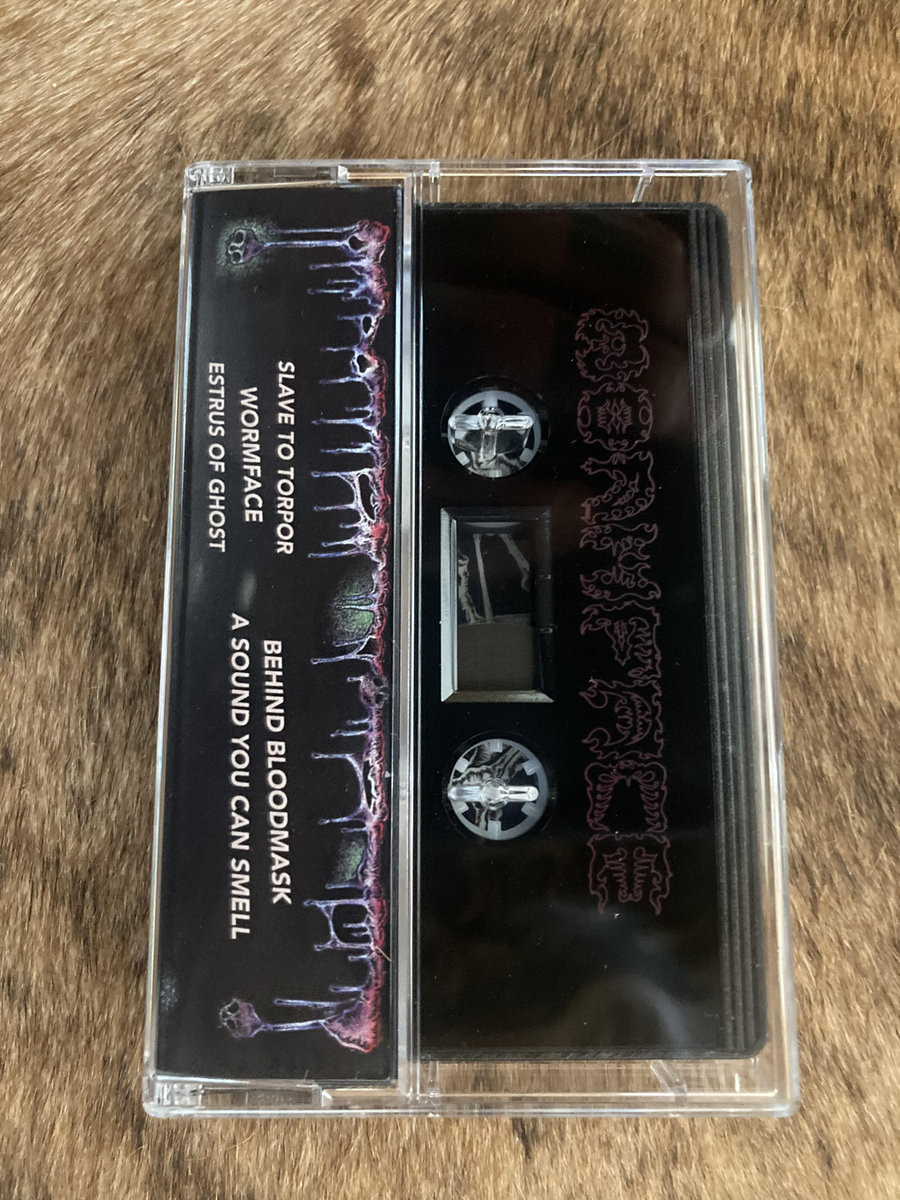 SLAVE TO TORPOR
WORMFACE
ESTRUS OF GHOST
BEHIND BLOODMASK
A SOUND YOU CAN SMELL